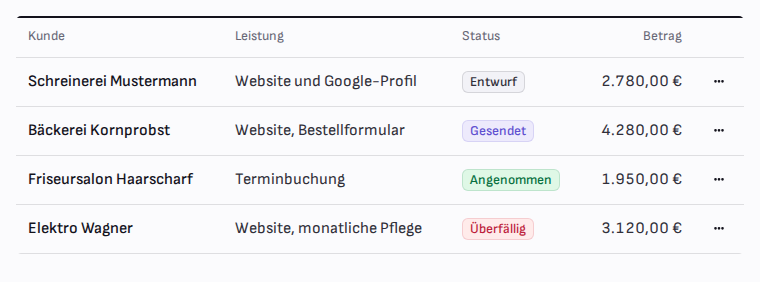 Kunde Leistung Status Betrag
Schreinerei Mustermann Website und Google-Profil Entwurf 2.780,00 € ···
Bäckerei Kornprobst Website, Bestellformular Gesendet 4.280,00 € ···
Friseursalon Haarscharf Terminbuchung Angenommen 1.950,00 € ···
Elektro Wagner Website, monatliche Pflege Überfällig 3.120,00 € ···